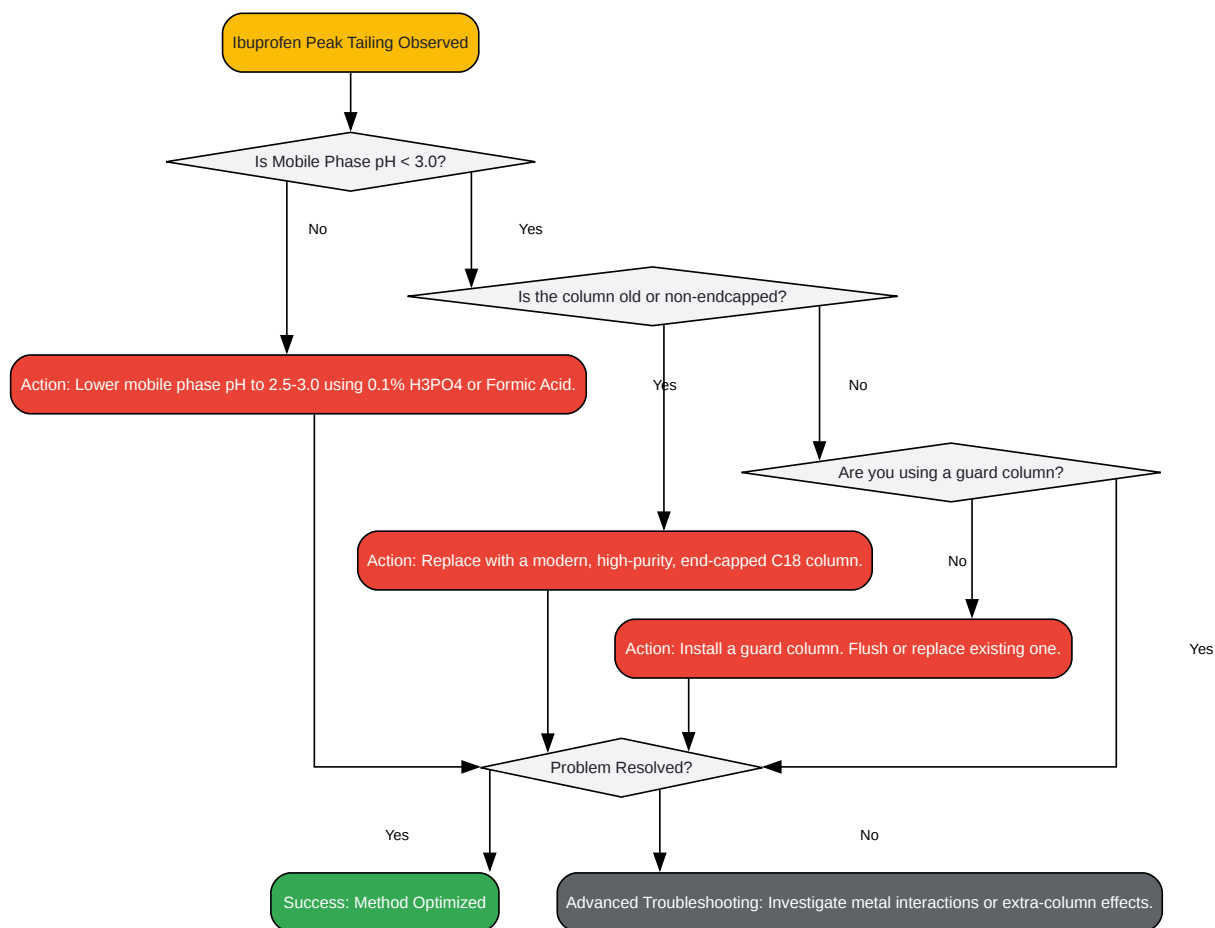 Ibuprofen Peak Tailing Observed
Is Mobile Phase pH < 3.0?
No
Yes
Is the column old or non-endcapped?
Action: Lower mobile phase pH to 2.5-3.0 using 0.1% H3PO4 or Formic Acid.
Yes
No
Are you using a guard column?
Action: Replace with a modern, high-purity, end-capped C18 column.
No
Action: Install a guard column. Flush or replace existing one.
Yes
Problem Resolved?
Yes
No
Success: Method Optimized
Advanced Troubleshooting: Investigate metal interactions or extra-column effects.